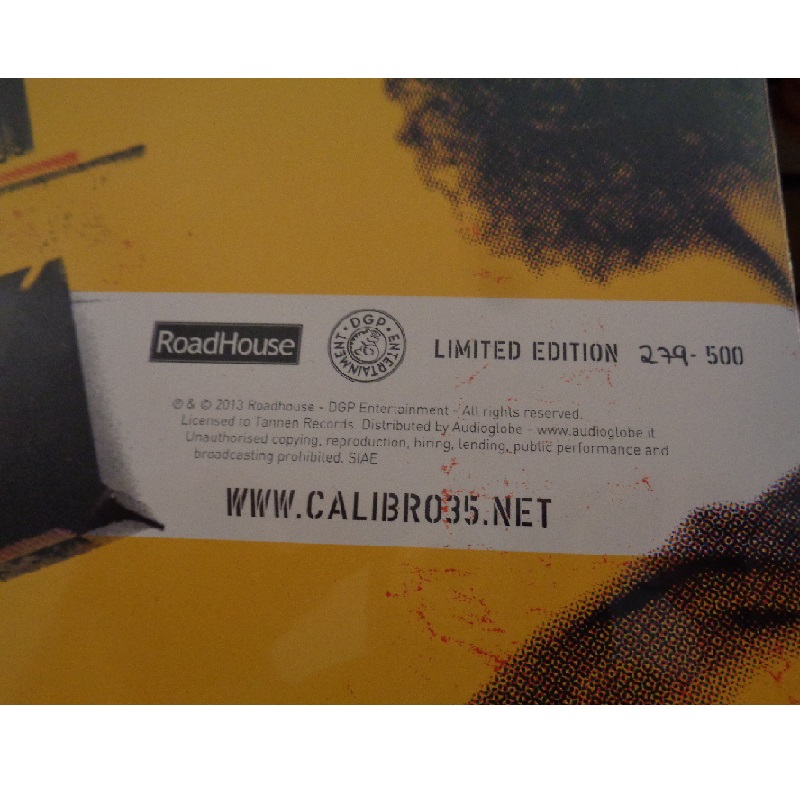 RoadHouse
DGP · ENTERTAINMENT ·
LIMITED EDITION 279- 500
℗ & © 2013 Roadhouse - DGP Entertainment - All rights reserved.
Licensed to Tannen Records. Distributed by Audioglobe - www.audioglobe.it
Unauthorised copying, reproduction, hiring, lending, public performance and
broadcasting prohibited. SIAE
WWW.CALIBRO35.NET